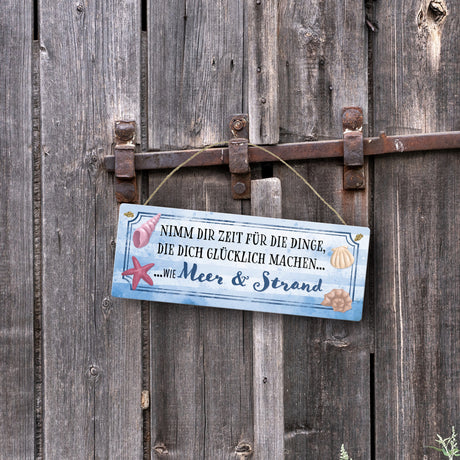 NIMM DIR ZEIT FÜR DIE DINGE,
DIE DICH GLÜCKLICH MACHEN...
...WIE Meer & Strand